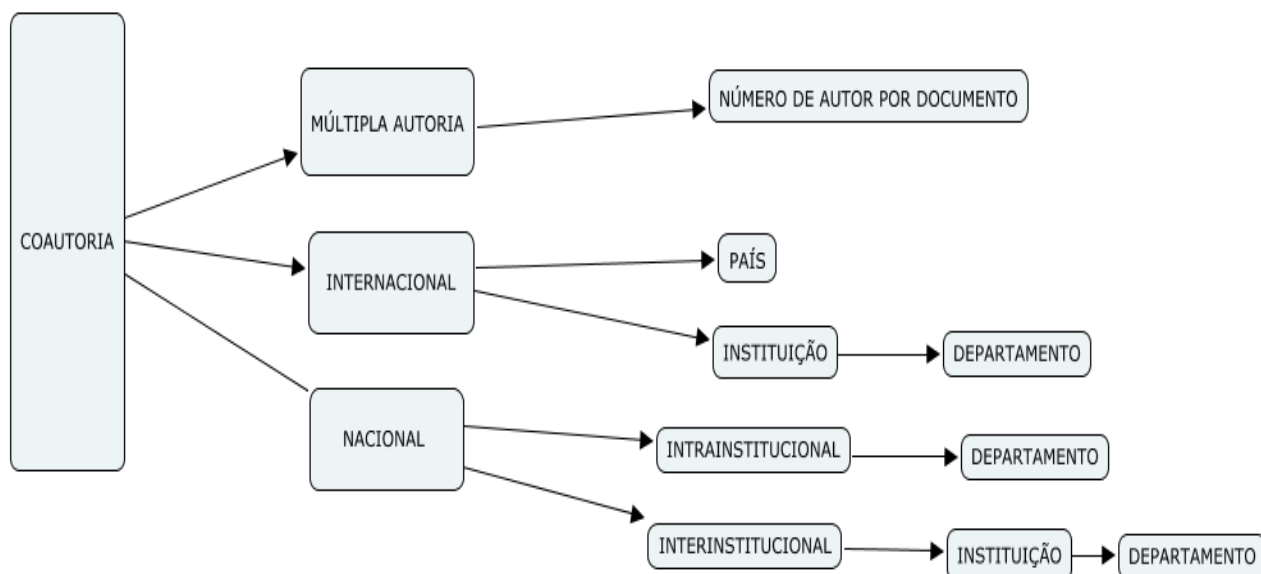 COAUTORIA
MÚLTIPLA AUTORIA
NÚMERO DE AUTOR POR DOCUMENTO
INTERNACIONAL
PAÍS
INSTITUIÇÃO
DEPARTAMENTO
NACIONAL
INTRAINSTITUCIONAL
DEPARTAMENTO
INTERINSTITUCIONAL
INSTITUIÇÃO
DEPARTAMENTO